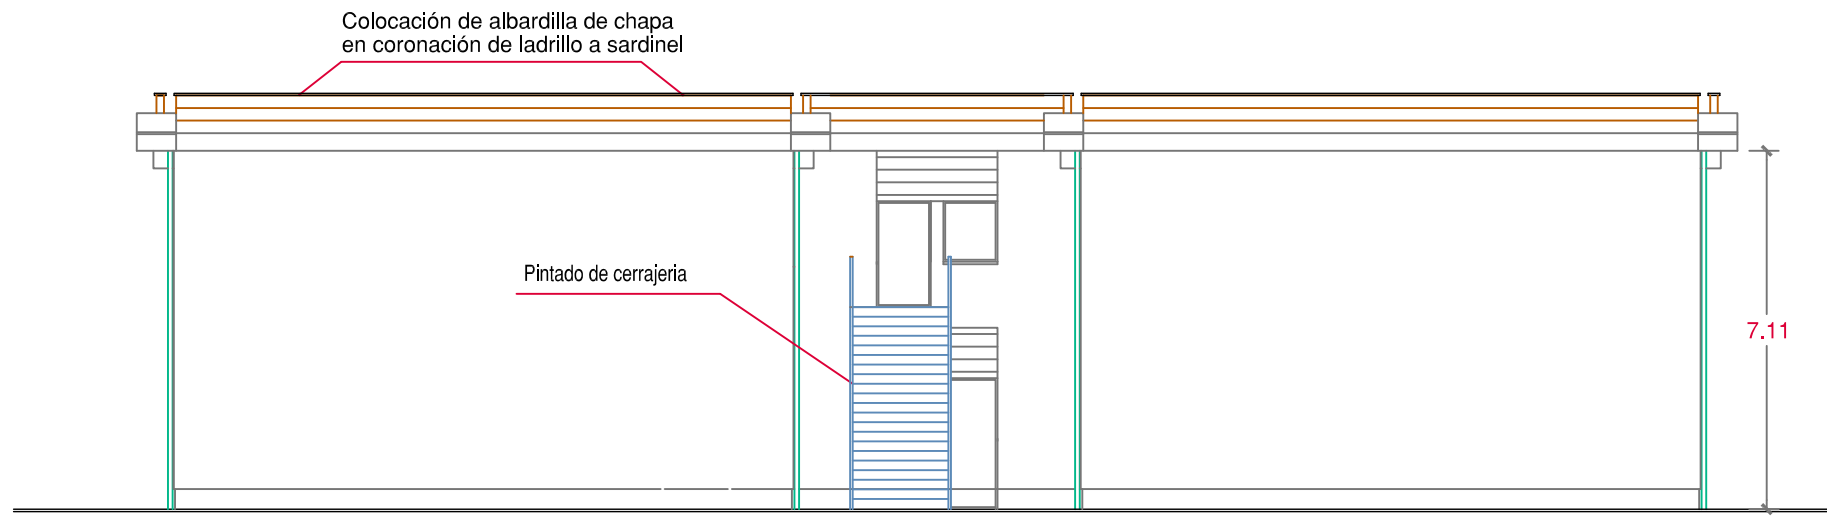 Colocación de albardilla de chapa
en coronación de ladrillo a sardinel
Pintado de cerrajeria
7.11